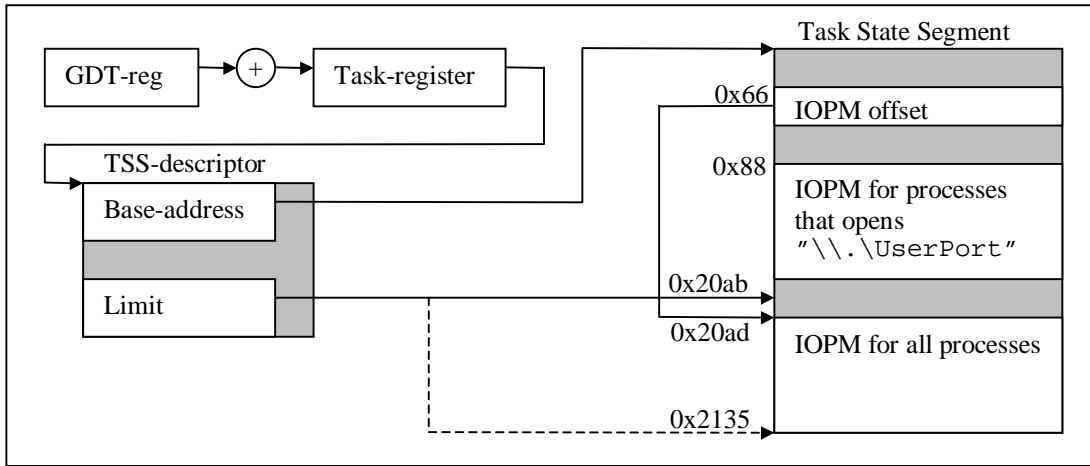 Task State Segment
GDT-reg
+
Task-register
0x66
IOPM offset
TSS-descriptor
0x88
Base-address
IOPM for processes
that opens
"\\.\UserPort"
Limit
0x20ab
0x20ad
IOPM for all processes
0x2135